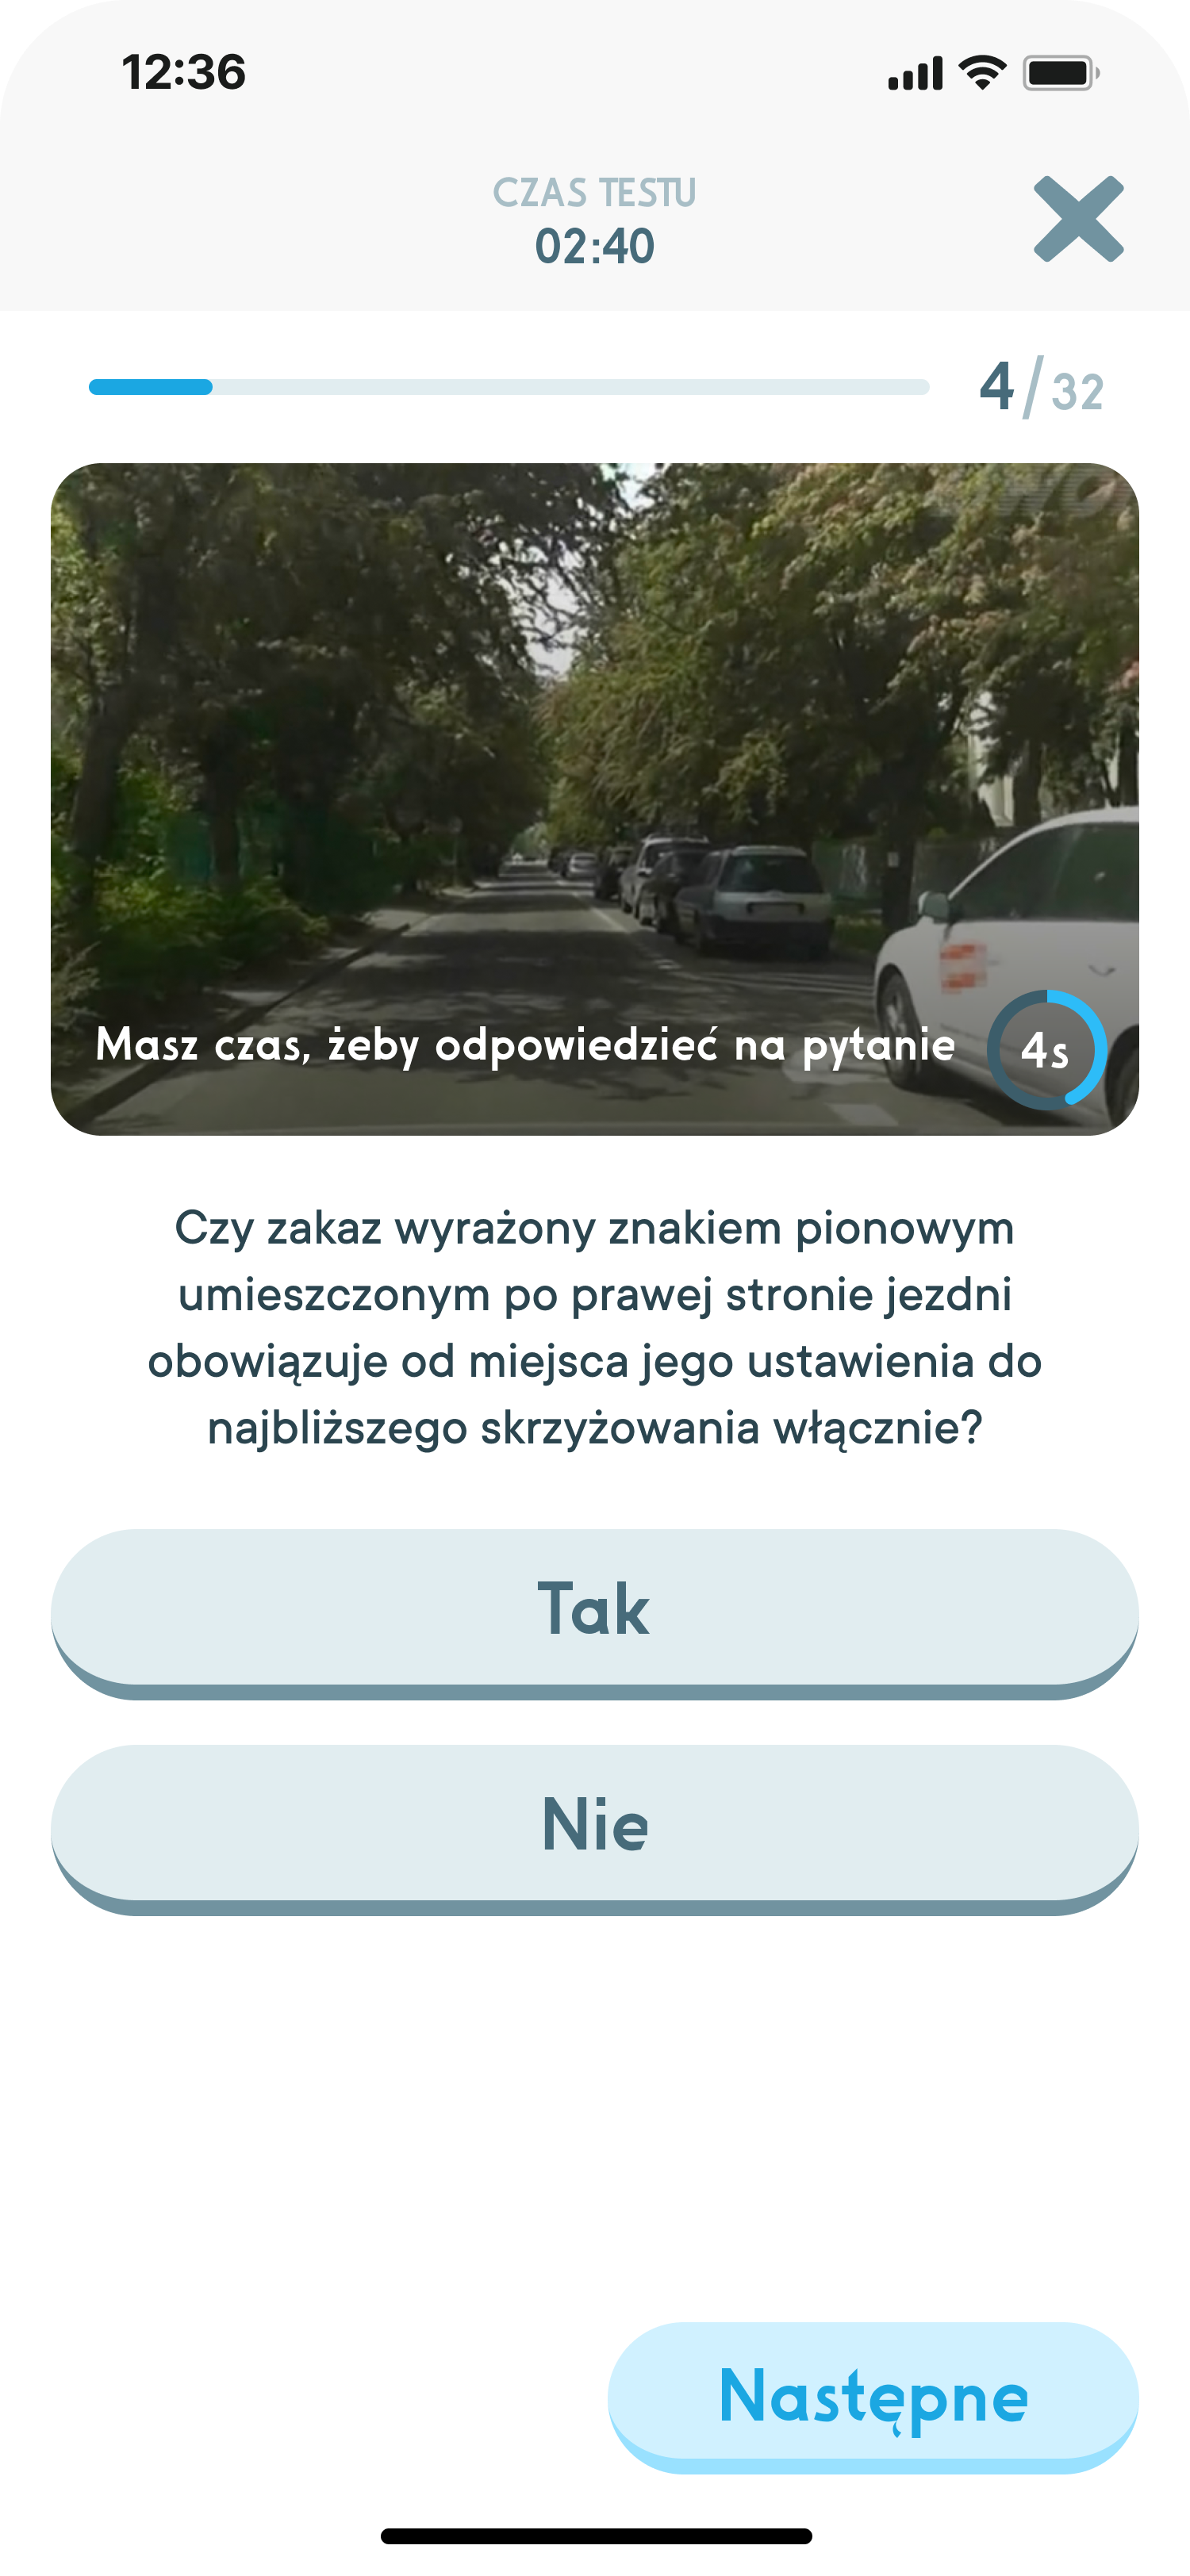 12:36
CZAS TESTU
02:40
4/32
Masz czas, żeby odpowiedzieć na pytanie
4s
Czy zakaz wyrażony znakiem pionowym
umieszczonym po prawej stronie jezdni
obowiązuje od miejsca jego ustawienia do
najbliższego skrzyżowania włącznie?
Tak
Nie
Następne